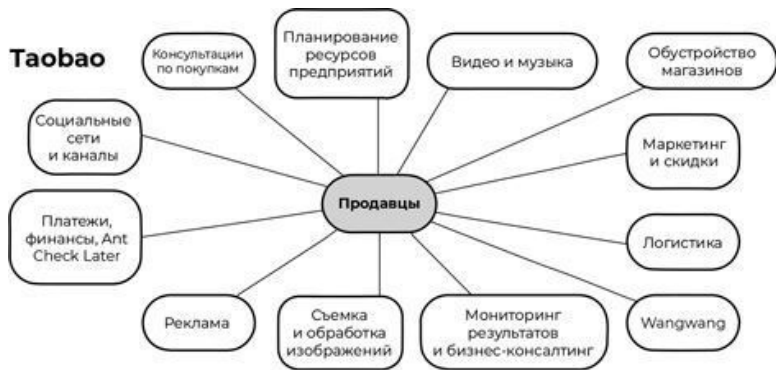 Taobao
Консультации
по покупкам
Планирование
ресурсов
предприятий
Видео и музыка
Обустройство
магазинов
Социальные
сети
и каналы
Маркетинг
и скидки
Продавцы
Платежи,
финансы, Ant
Check Later
Логистика
Реклама
Съемка
и обработка
изображений
Мониторинг
результатов
и бизнес-консалтинг
Wangwang